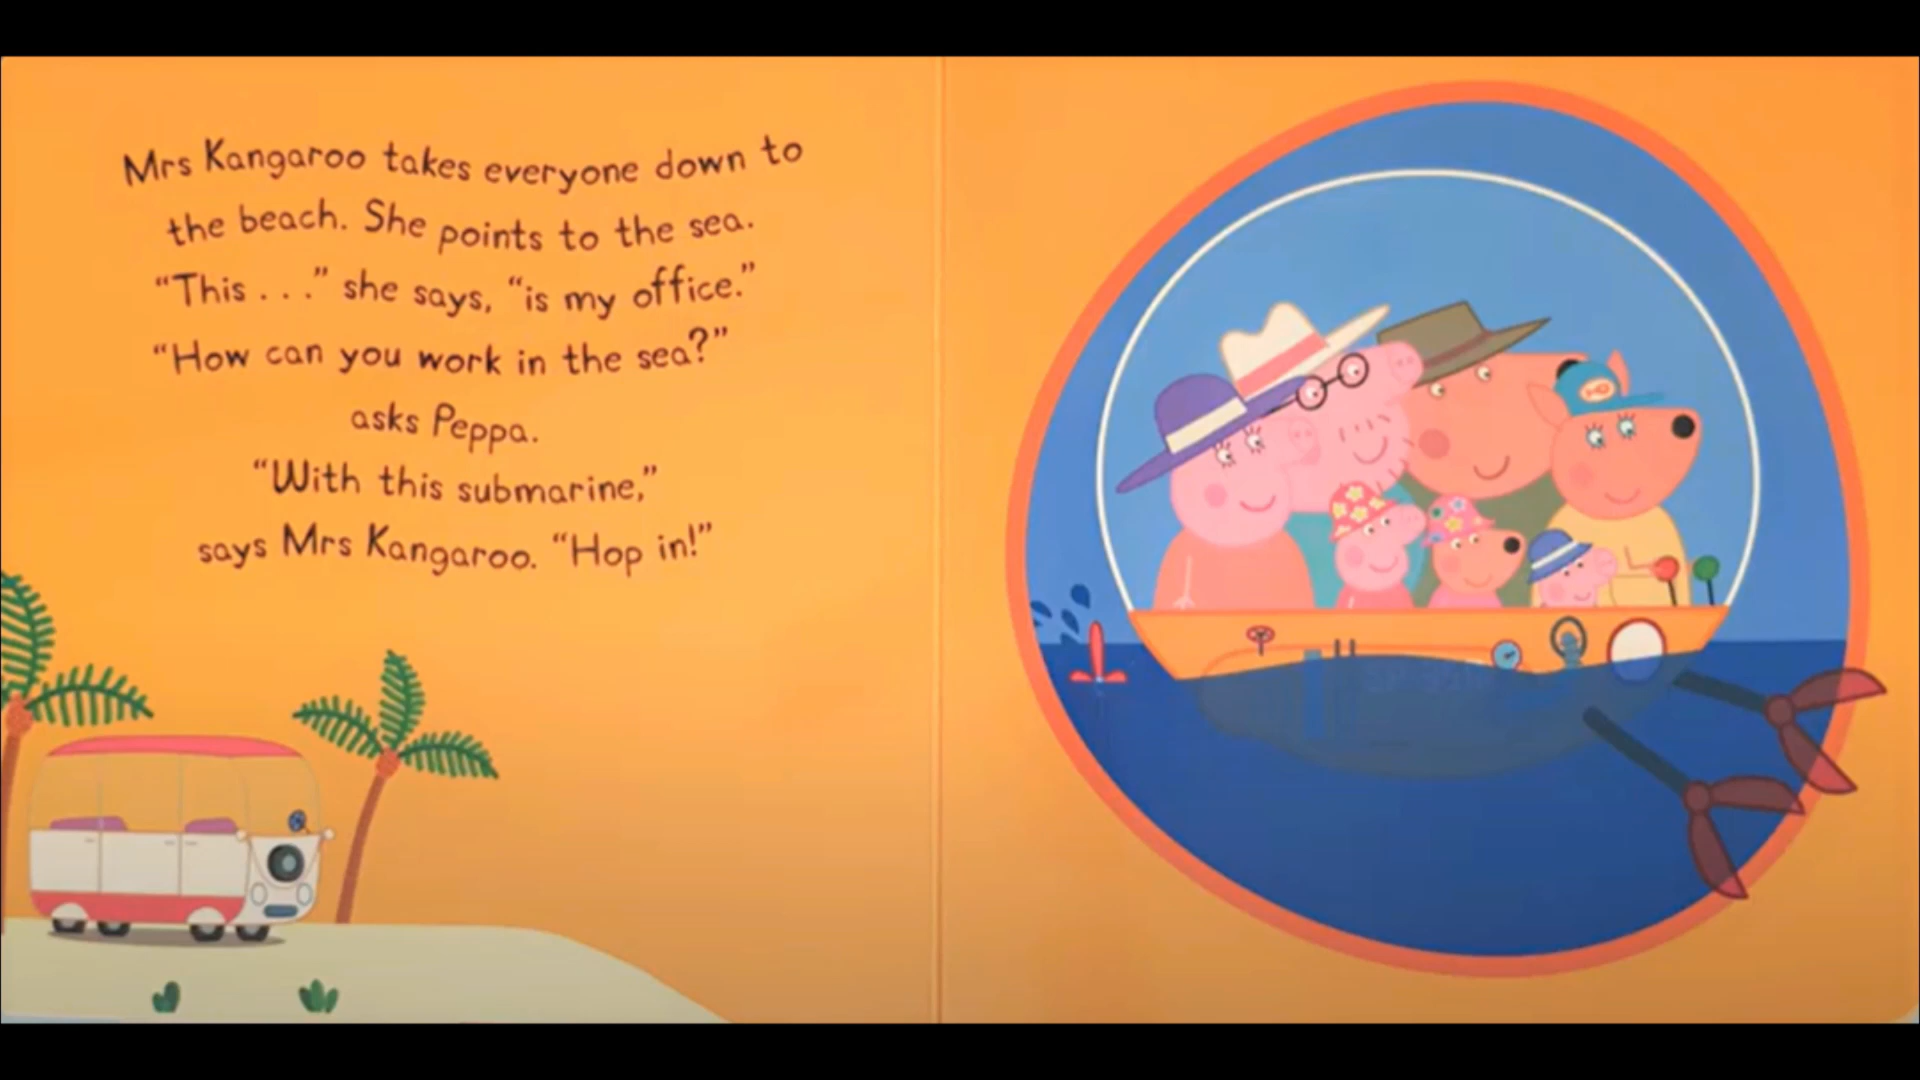 Mrs Kangaroo takes everyone down to
the beach. She points to the sea.
“This . . .” she says, “is my office.”
“How can you work in the sea?”
asks Peppa.
“With this submarine,”
says Mrs Kangaroo. “Hop in!”